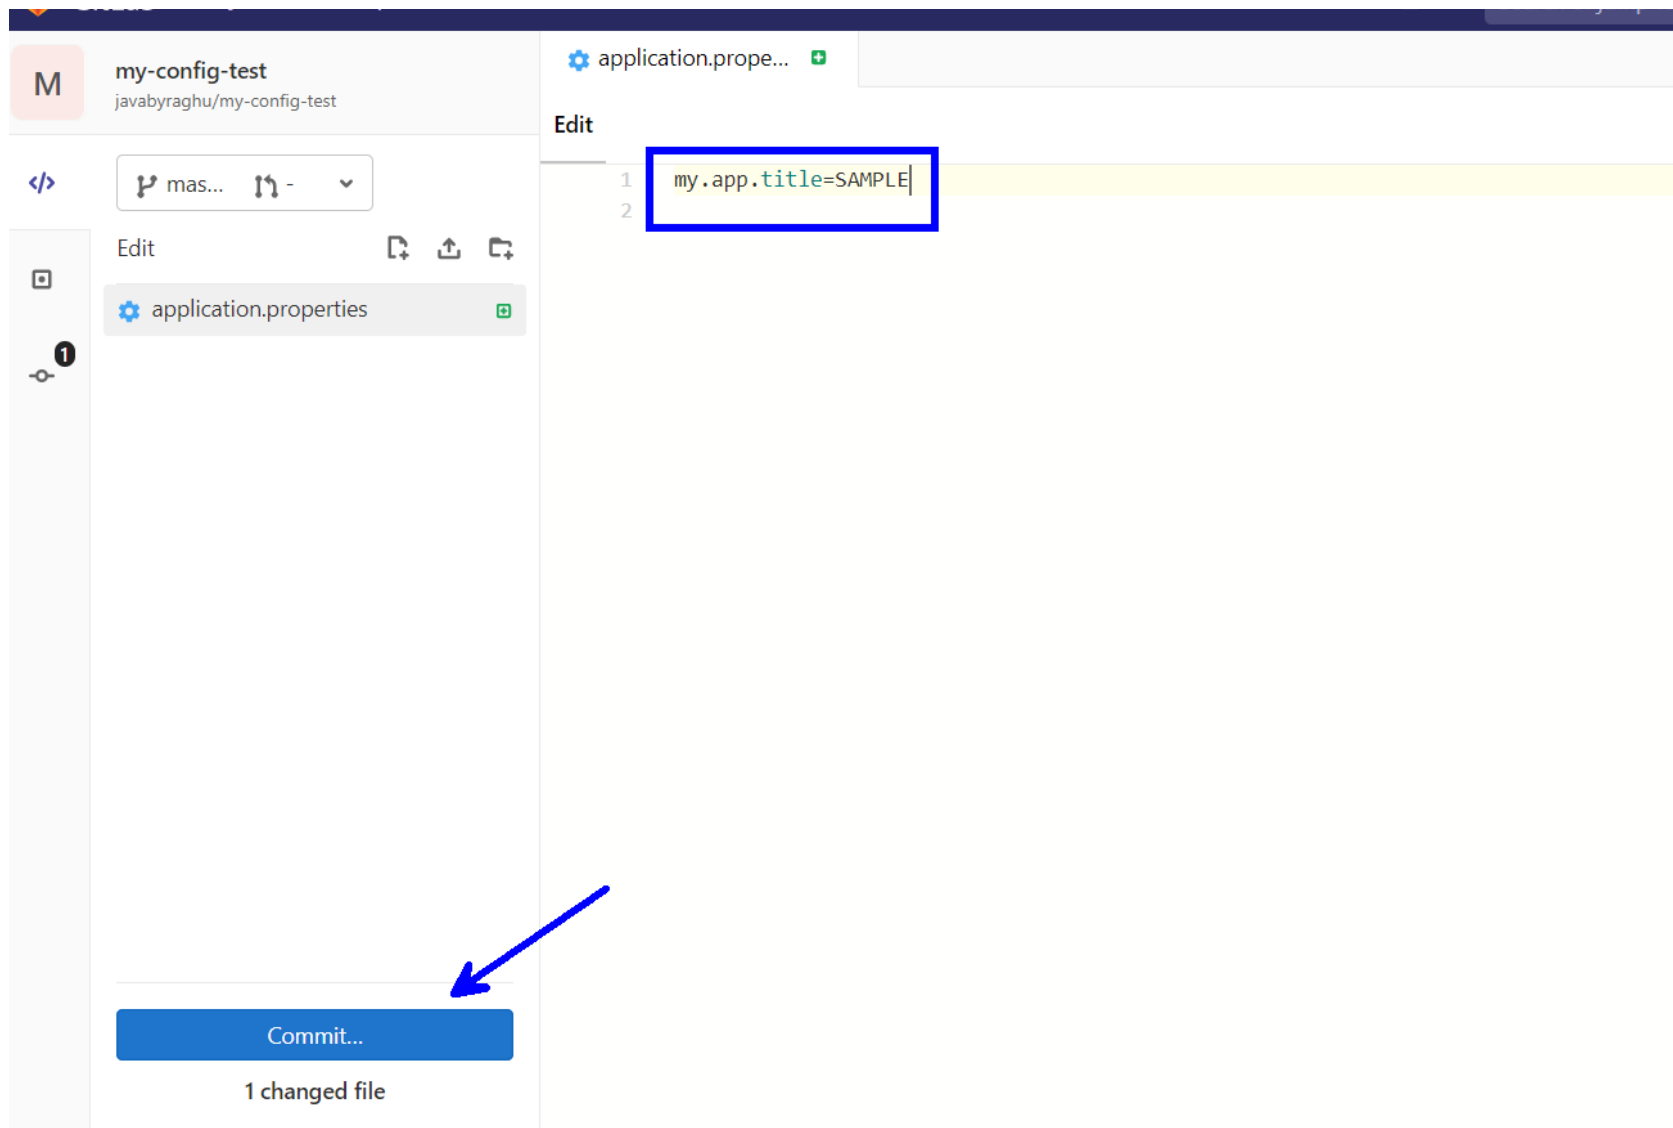 M
my-config-test
javabyraghu/my-config-test
application.prope...
Edit
mas... -
1 my.app.title=SAMPLE
2
Edit
application.properties
1
Commit...
1 changed file